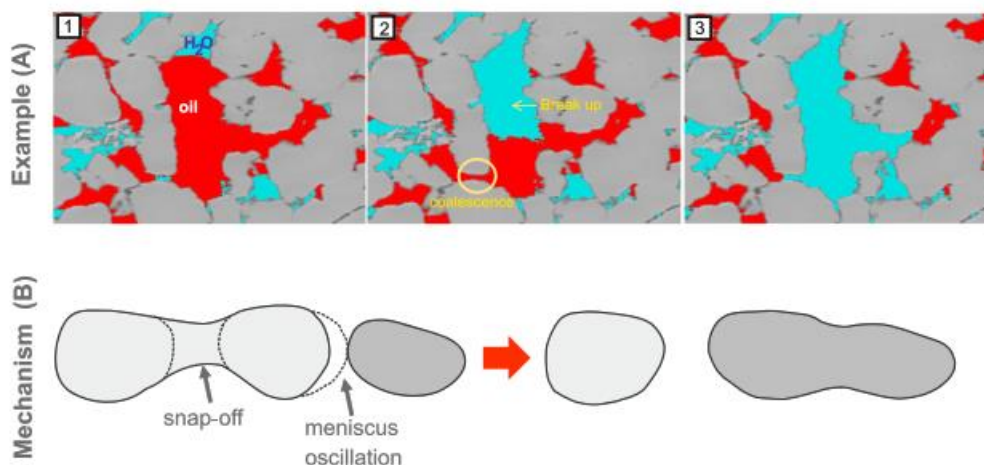 Example (A)
1
H₂O
oil
2
Break up
coalescence
3
Mechanism (B)
snap-off
meniscus
oscillation